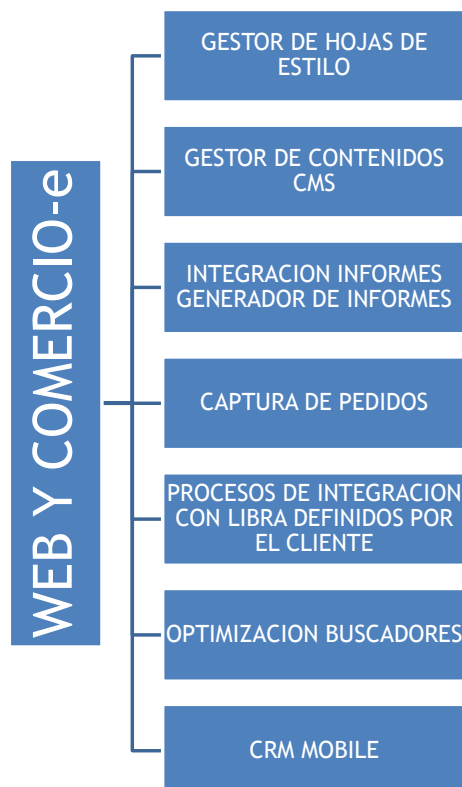 WEB Y COMERCIO-e
GESTOR DE HOJAS DE
ESTILO
GESTOR DE CONTENIDOS
CMS
INTEGRACION INFORMES
GENERADOR DE INFORMES
CAPTURA DE PEDIDOS
PROCESOS DE INTEGRACION
CON LIBRA DEFINIDOS POR
EL CLIENTE
OPTIMIZACION BUSCADORES
CRM MOBILE